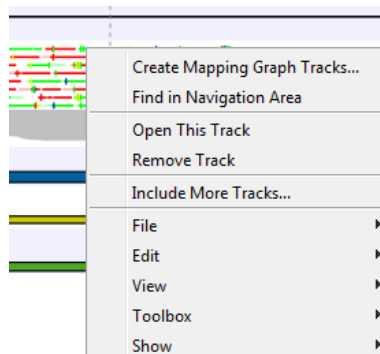 Create Mapping Graph Tracks...
Find in Navigation Area
Open This Track
Remove Track
Include More Tracks...
File
Edit
View
Toolbox
Show